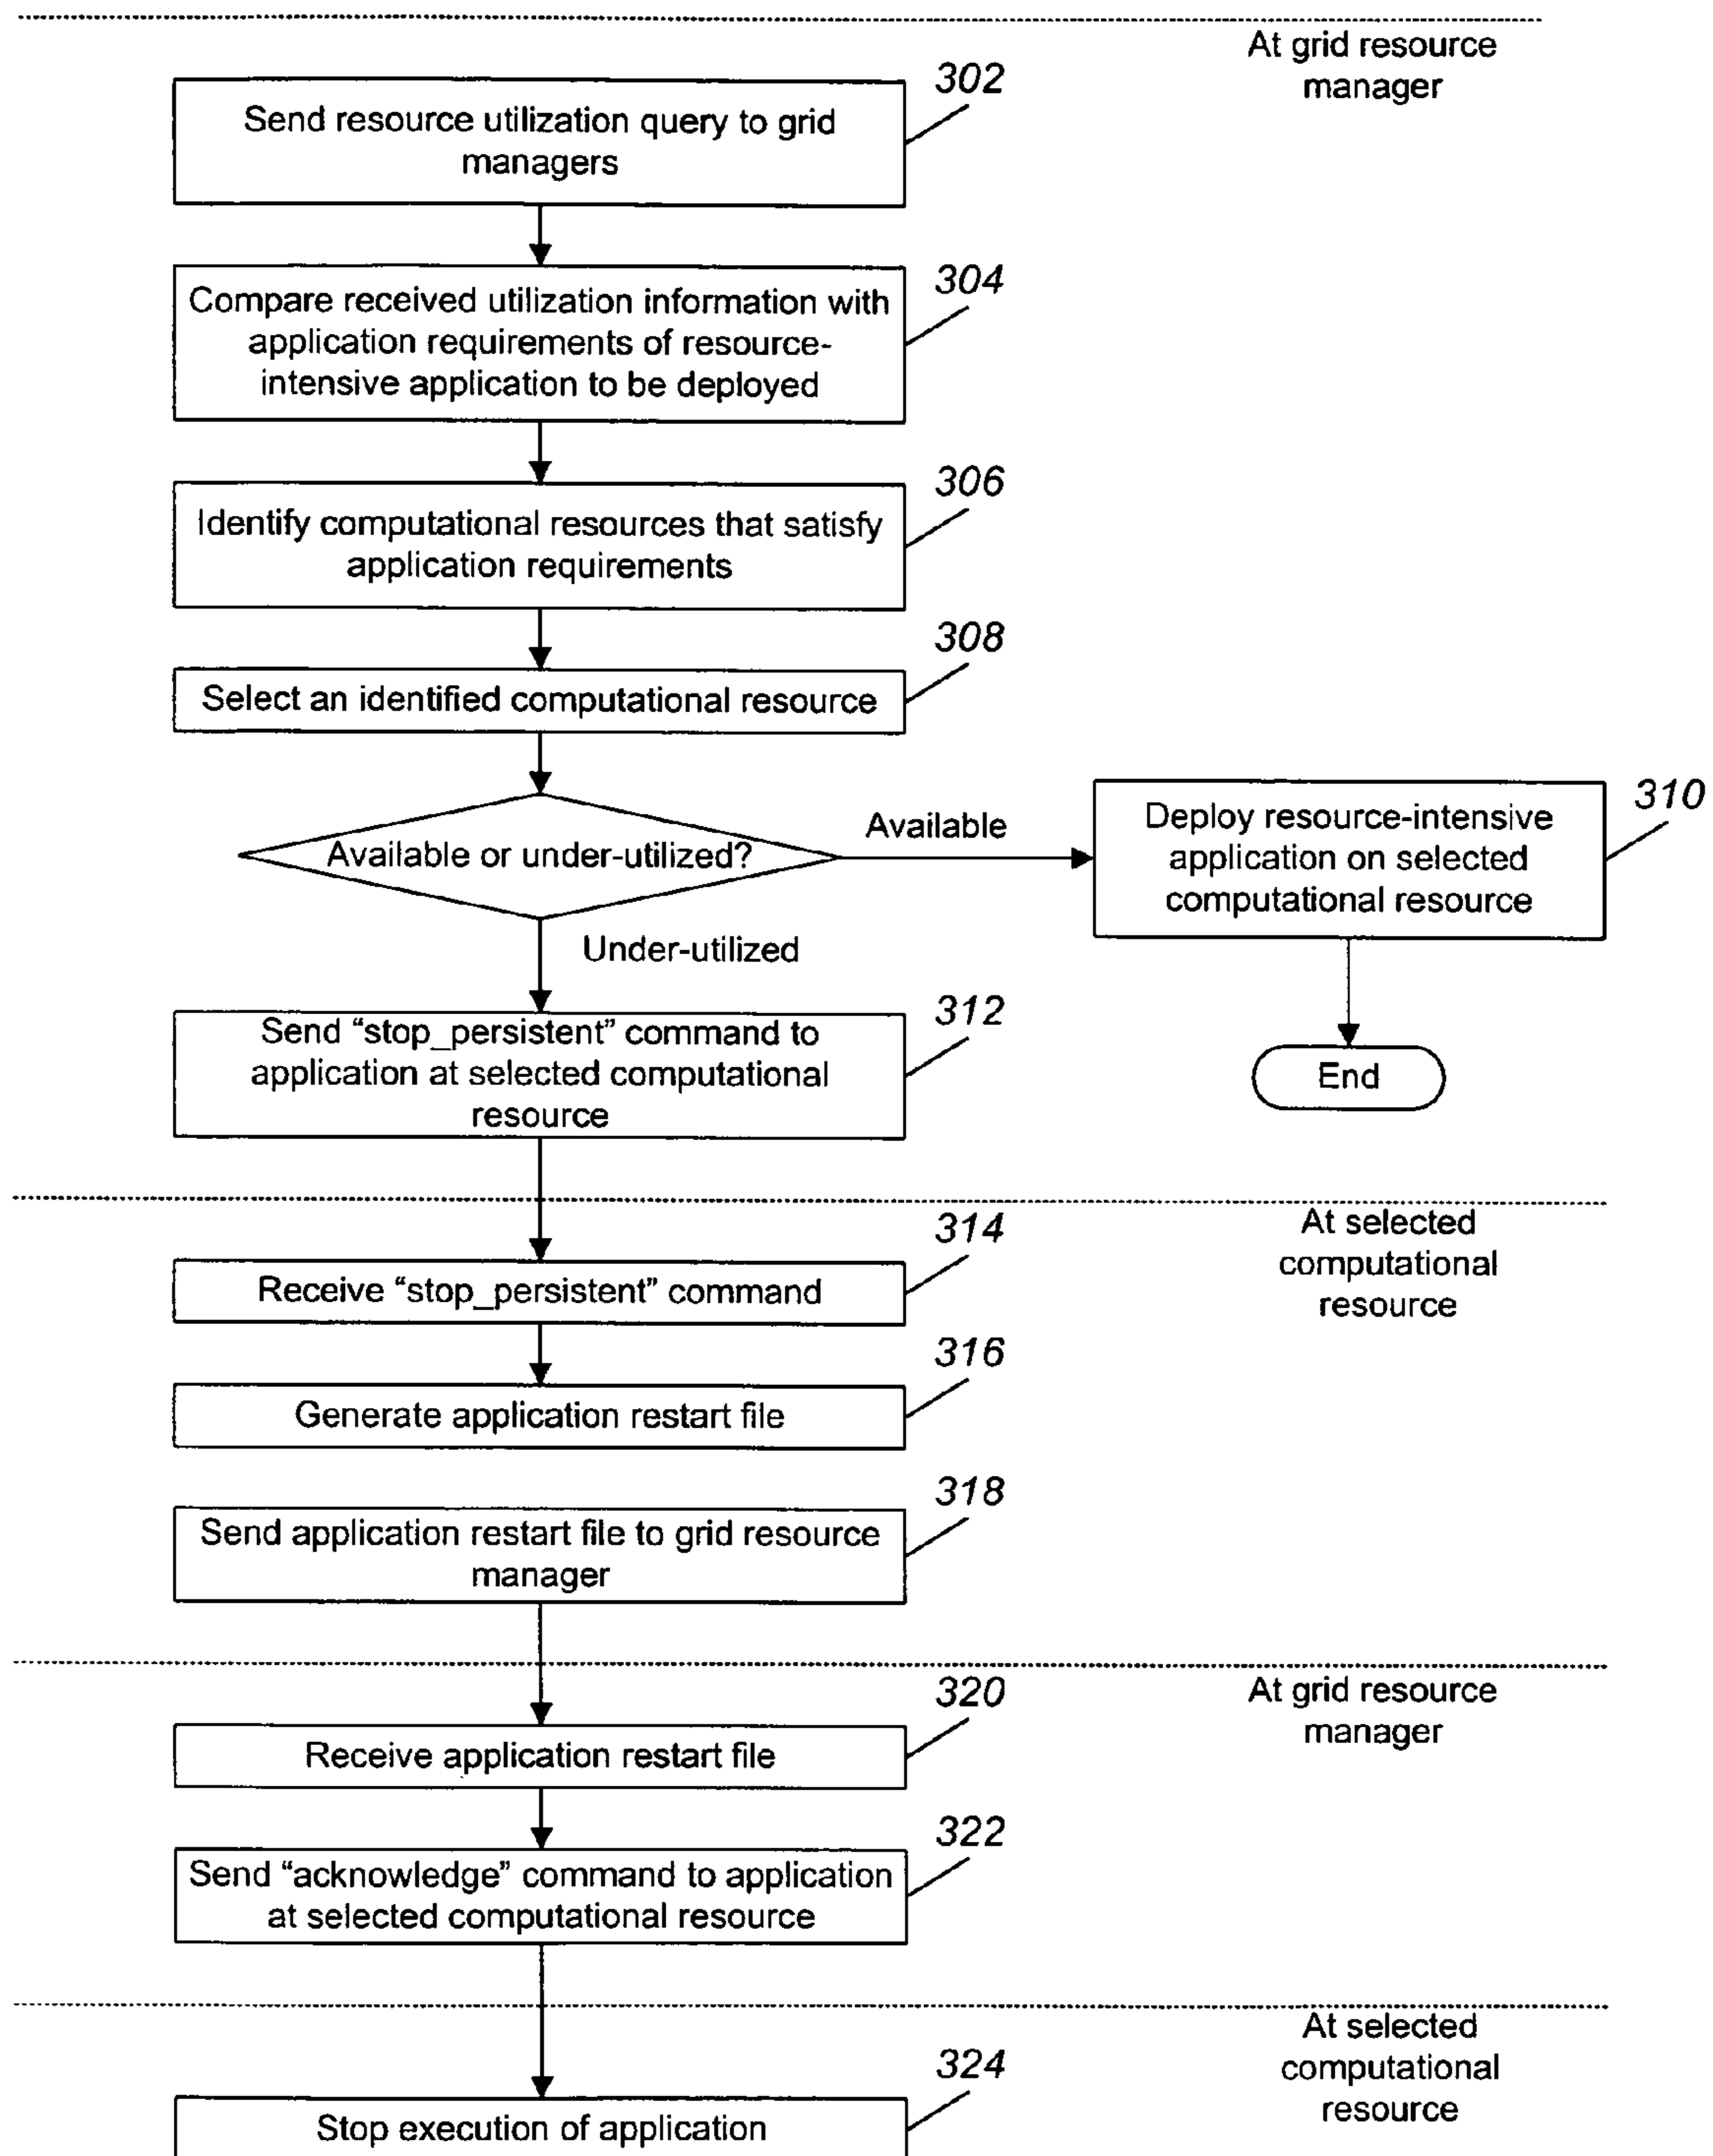 At grid resource
manager
302
Send resource utilization query to grid
managers
304
Compare received utilization information with
application requirements of resource-
intensive application to be deployed
306
Identify computational resources that satisfy
application requirements
308
Select an identified computational resource
Available or under-utilized?
Available
310
Deploy resource-intensive
application on selected
computational resource
Under-utilized
End
312
Send “stop_persistent” command to
application at selected computational
resource
At selected
computational
resource
314
Receive “stop_persistent” command
316
Generate application restart file
318
Send application restart file to grid resource
manager
At grid resource
manager
320
Receive application restart file
322
Send “acknowledge” command to application
at selected computational resource
At selected
computational
resource
324
Stop execution of application